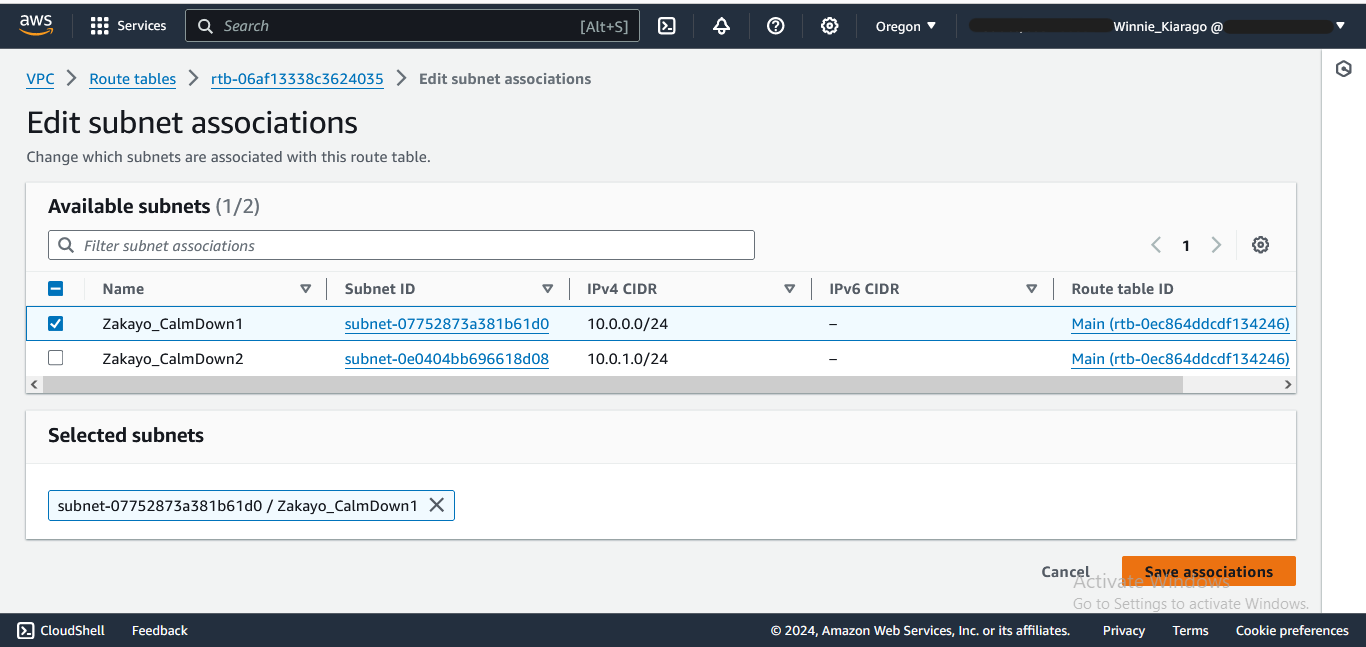 aws Services Search [Alt+S] Oregon Winnie_Kiarago @
VPC Route tables rtb-06af13338c3624035 Edit subnet associations
Edit subnet associations
Change which subnets are associated with this route table.
Available subnets (1/2)
Filter subnet associations 1
Name Subnet ID IPv4 CIDR IPv6 CIDR Route table ID
Zakayo_CalmDown1 subnet-07752873a381b61d0 10.0.0.0/24 – Main (rtb-0ec864ddcdf134246)
Zakayo_CalmDown2 subnet-0e0404bb696618d08 10.0.1.0/24 – Main (rtb-0ec864ddcdf134246)
Selected subnets
subnet-07752873a381b61d0 / Zakayo_CalmDown1
Cancel Save associations
Activate Windows
Go to Settings to activate Windows.
CloudShell Feedback © 2024, Amazon Web Services, Inc. or its affiliates. Privacy Terms Cookie preferences